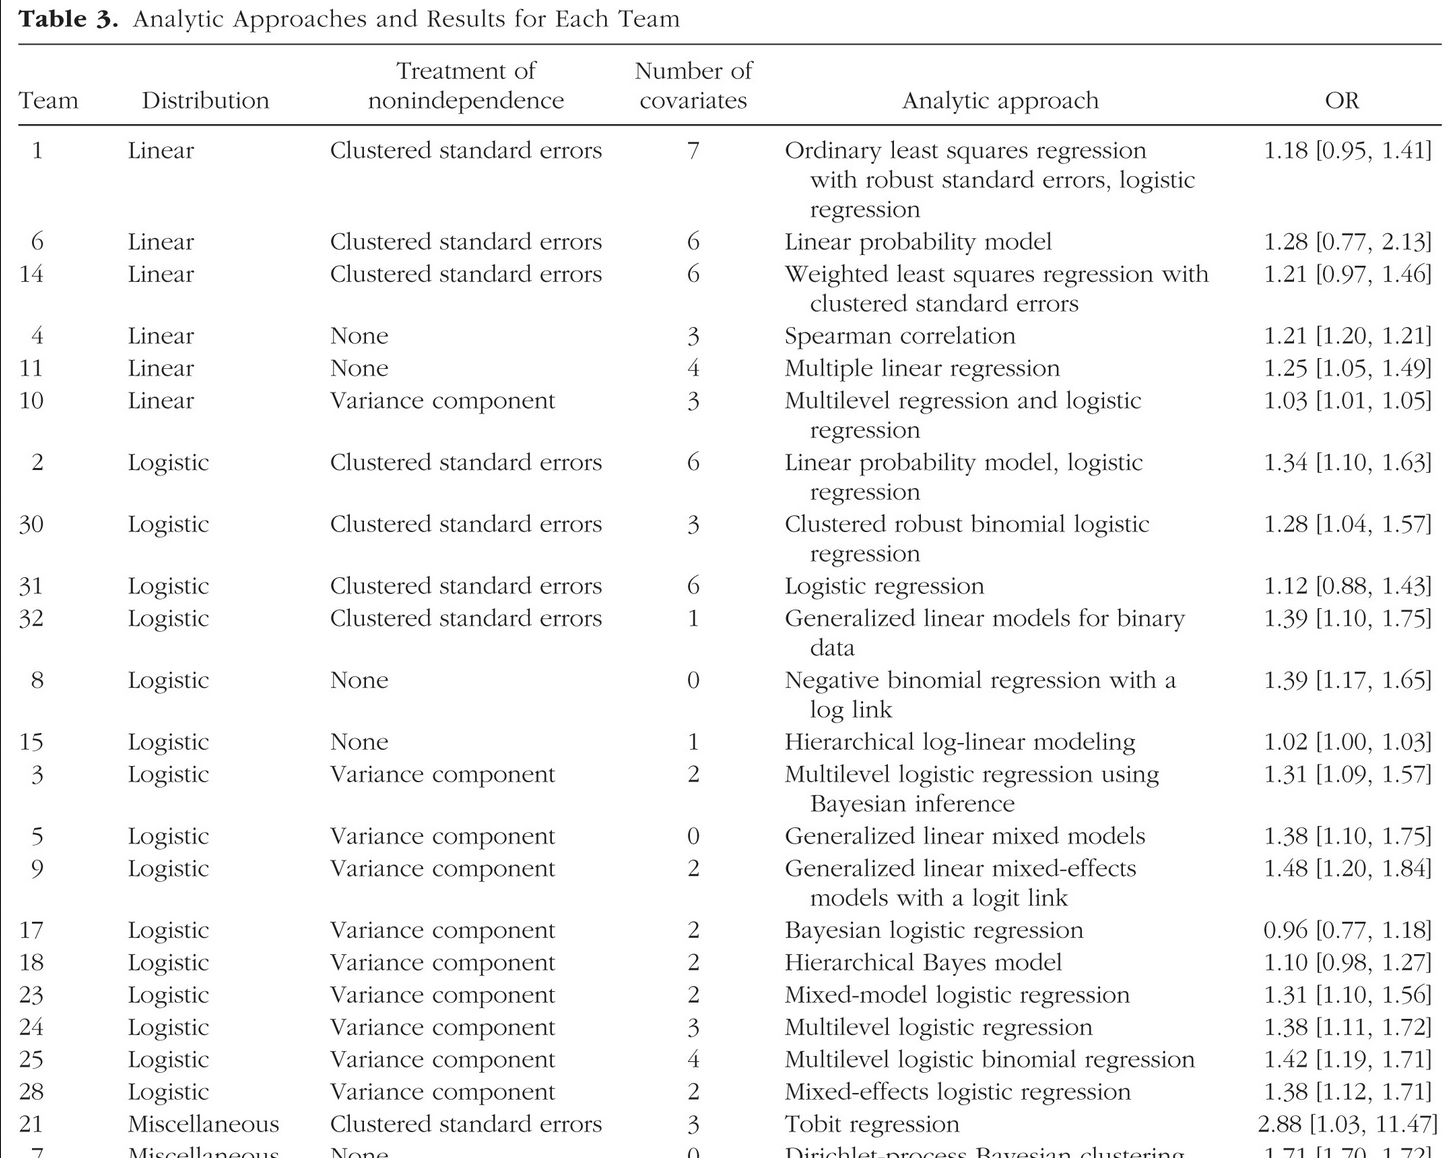 Table 3. Analytic Approaches and Results for Each Team
Treatment of Number of
Team Distribution nonindependence covariates Analytic approach OR
1 Linear Clustered standard errors 7 Ordinary least squares regression 1.18 [0.95, 1.41]
with robust standard errors, logistic
regression
6 Linear Clustered standard errors 6 Linear probability model 1.28 [0.77, 2.13]
14 Linear Clustered standard errors 6 Weighted least squares regression with 1.21 [0.97, 1.46]
clustered standard errors
4 Linear None 3 Spearman correlation 1.21 [1.20, 1.21]
11 Linear None 4 Multiple linear regression 1.25 [1.05, 1.49]
10 Linear Variance component 3 Multilevel regression and logistic 1.03 [1.01, 1.05]
regression
2 Logistic Clustered standard errors 6 Linear probability model, logistic 1.34 [1.10, 1.63]
regression
30 Logistic Clustered standard errors 3 Clustered robust binomial logistic 1.28 [1.04, 1.57]
regression
31 Logistic Clustered standard errors 6 Logistic regression 1.12 [0.88, 1.43]
32 Logistic Clustered standard errors 1 Generalized linear models for binary 1.39 [1.10, 1.75]
data
8 Logistic None 0 Negative binomial regression with a 1.39 [1.17, 1.65]
log link
15 Logistic None 1 Hierarchical log-linear modeling 1.02 [1.00, 1.03]
3 Logistic Variance component 2 Multilevel logistic regression using 1.31 [1.09, 1.57]
Bayesian inference
5 Logistic Variance component 0 Generalized linear mixed models 1.38 [1.10, 1.75]
9 Logistic Variance component 2 Generalized linear mixed-effects 1.48 [1.20, 1.84]
models with a logit link
17 Logistic Variance component 2 Bayesian logistic regression 0.96 [0.77, 1.18]
18 Logistic Variance component 2 Hierarchical Bayes model 1.10 [0.98, 1.27]
23 Logistic Variance component 2 Mixed-model logistic regression 1.31 [1.10, 1.56]
24 Logistic Variance component 3 Multilevel logistic regression 1.38 [1.11, 1.72]
25 Logistic Variance component 4 Multilevel logistic binomial regression 1.42 [1.19, 1.71]
28 Logistic Variance component 2 Mixed-effects logistic regression 1.38 [1.12, 1.71]
21 Miscellaneous Clustered standard errors 3 Tobit regression 2.88 [1.03, 11.47]
7 Miscellaneous None 0 Dirichlet-process Bayesian clustering 1.71 [1.70, 1.72]